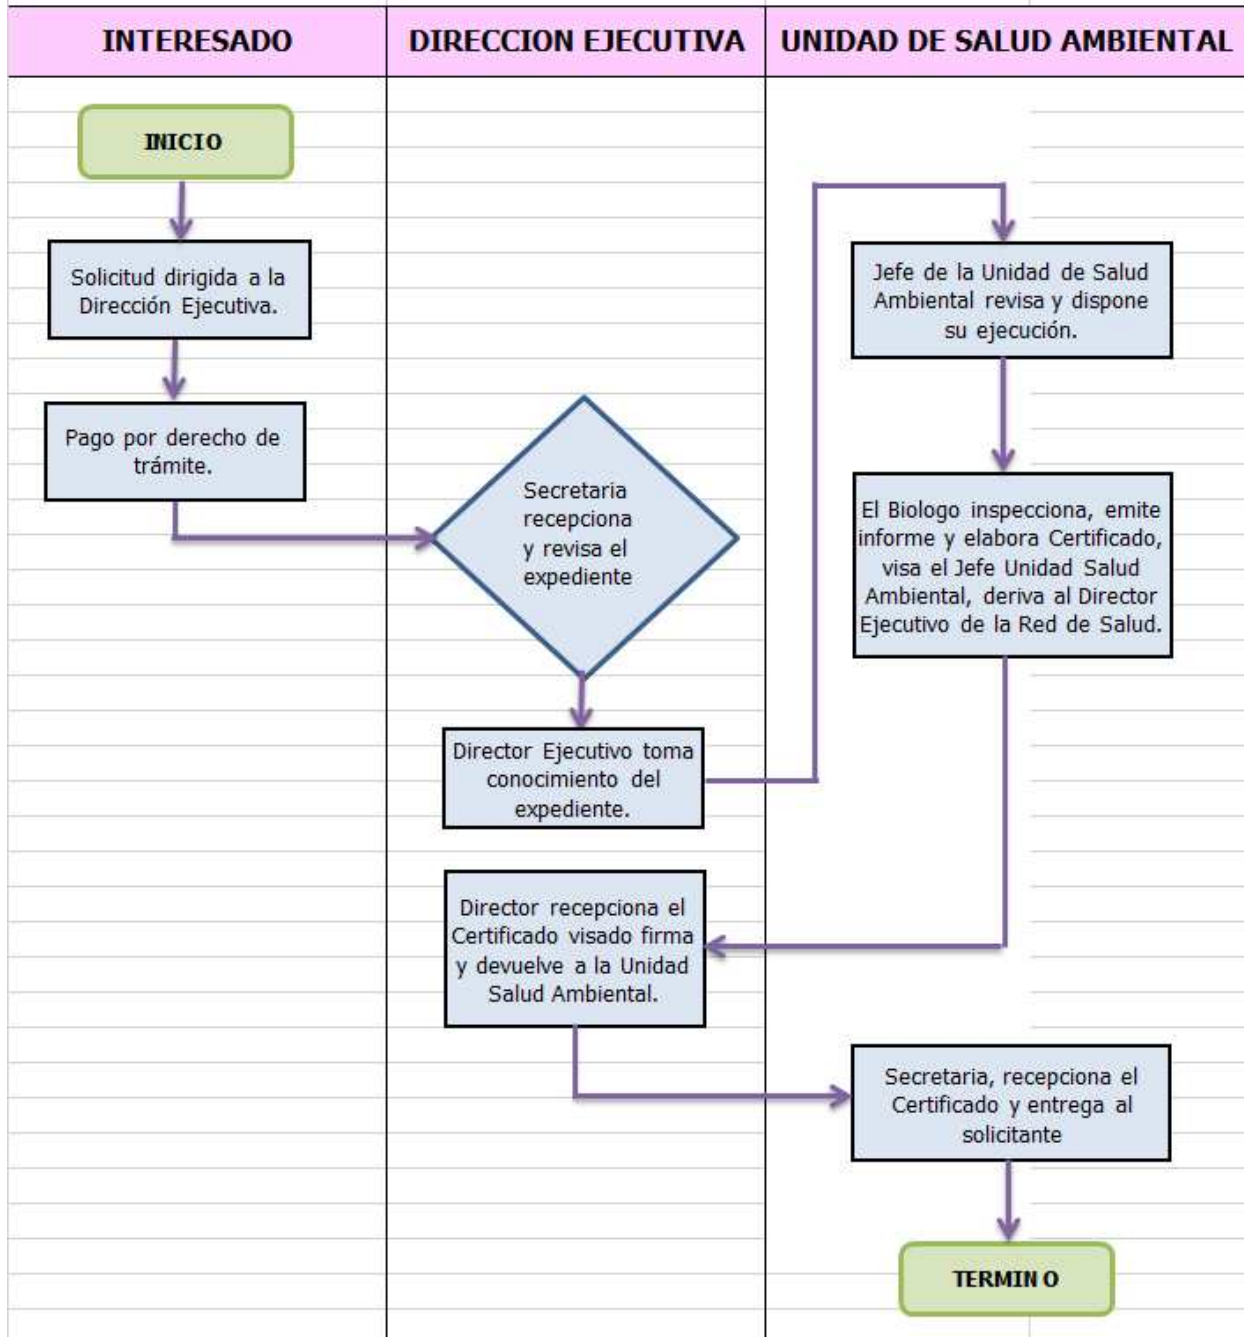 INTERESADO
DIRECCION EJECUTIVA
UNIDAD DE SALUD AMBIENTAL
INICIO
Solicitud dirigida a la
Dirección Ejecutiva.
Pago por derecho de
trámite.
Secretaria
recepciona
y revisa el
expediente
Director Ejecutivo toma
conocimiento del
expediente.
Jefe de la Unidad de Salud
Ambiental revisa y dispone
su ejecución.
El Biologo inspecciona, emite
informe y elabora Certificado,
visa el Jefe Unidad Salud
Ambiental, deriva al Director
Ejecutivo de la Red de Salud.
Director recepciona el
Certificado visado firma
y devuelve a la Unidad
Salud Ambiental.
Secretaria, recepciona el
Certificado y entrega al
solicitante
TERMINO